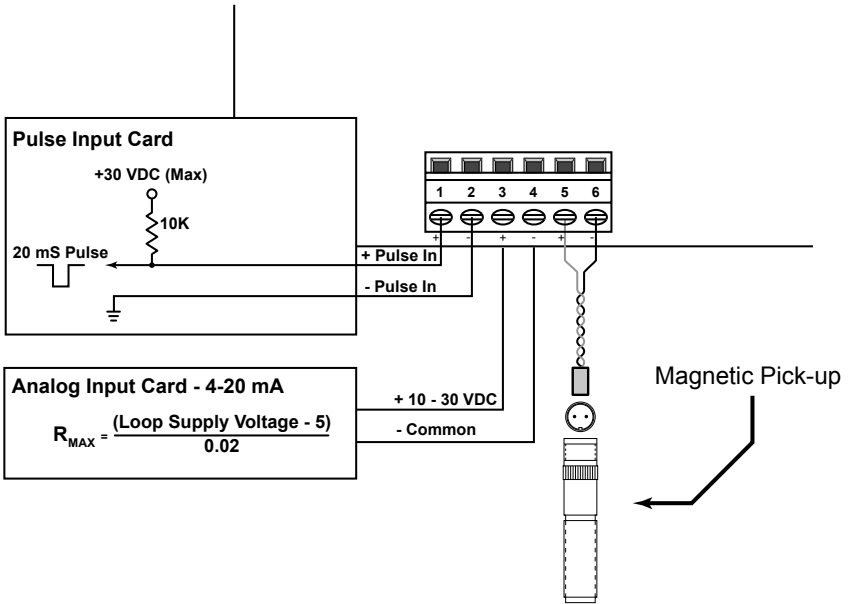 Pulse Input Card
+30 VDC (Max)
10K
20 mS Pulse
+ Pulse In
- Pulse In
1 2 3 4 5 6
+ - + - + -
Analog Input Card - 4-20 mA
R MAX = (Loop Supply Voltage - 5)
0.02
+ 10 - 30 VDC
- Common
Magnetic Pick-up